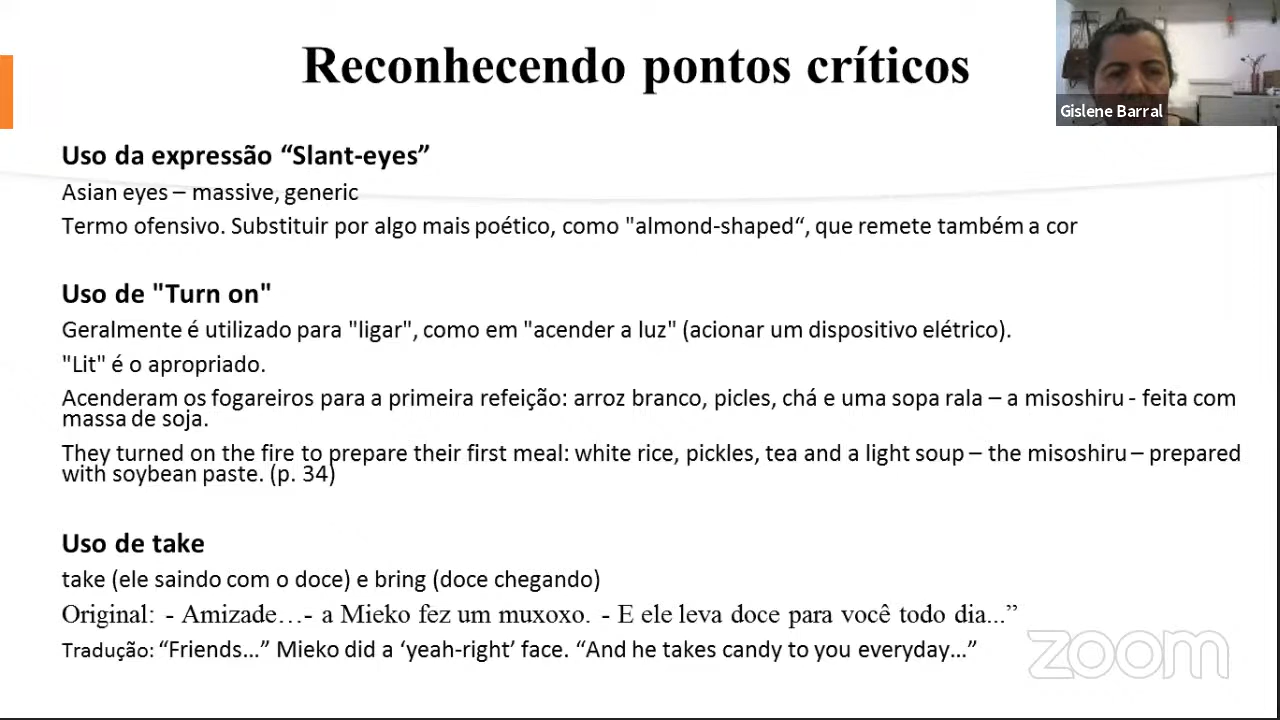 Reconhecendo pontos críticos
Gislene Barral
Uso da expressão “Slant-eyes”
Asian eyes – massive, generic
Termo ofensivo. Substituir por algo mais poético, como "almond-shaped“, que remete também a cor
Uso de "Turn on"
Geralmente é utilizado para "ligar", como em "acender a luz" (acionar um dispositivo elétrico).
"Lit" é o apropriado.
Acenderam os fogareiros para a primeira refeição: arroz branco, picles, chá e uma sopa rala – a misoshiru - feita com
massa de soja.
They turned on the fire to prepare their first meal: white rice, pickles, tea and a light soup – the misoshiru – prepared
with soybean paste. (p. 34)
Uso de take
take (ele saindo com o doce) e bring (doce chegando)
Original: - Amizade…- a Mieko fez um muxoxo. - E ele leva doce para você todo dia...”
Tradução: “Friends…” Mieko did a ‘yeah-right’ face. “And he takes candy to you everyday…”
zoom